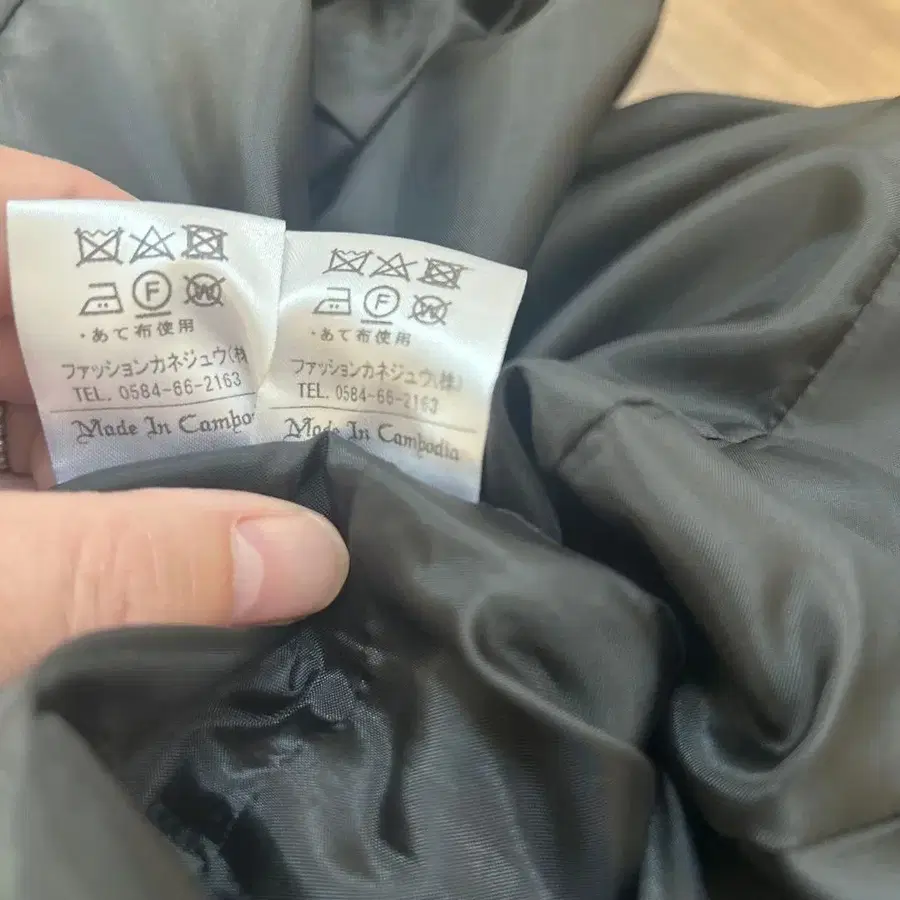 F
W
・あて布使用
ファッションカネジュウ(株
TEL. 0584-66-2163
Made In Cambo
F
W
・あて布使用
ファッションカネジュウ(株)
TEL. 0584-66-2163
Made In Cambodia